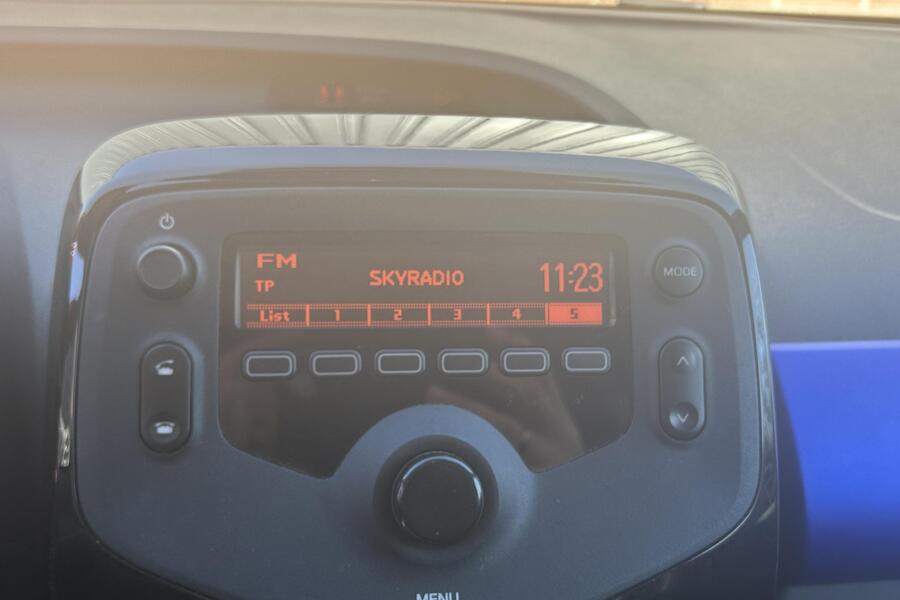 FM
TP
SKYRADIO
11:23
List 1 2 3 4 5
MODE
MENU